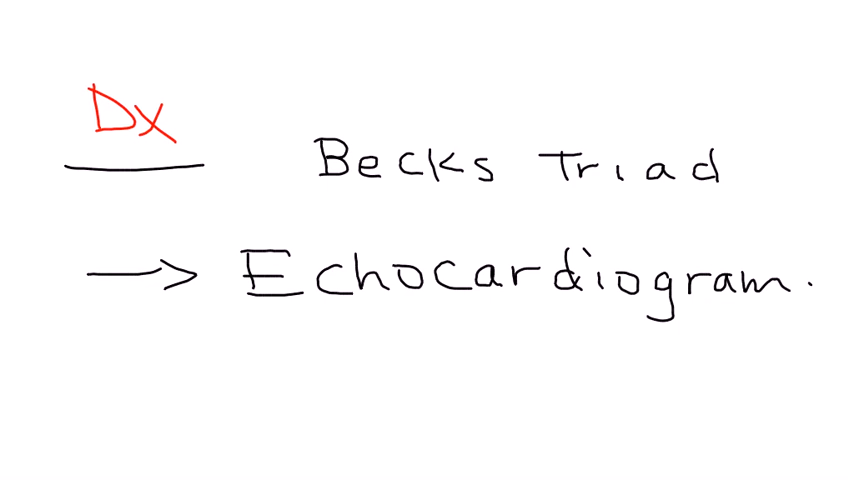 Dx
Becks Triad
→ Echocardiogram.